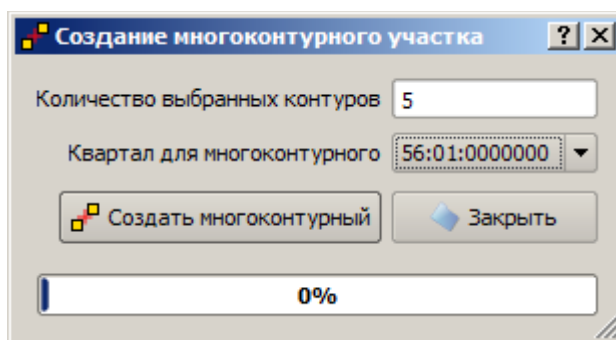 Создание многоконтурного участка ? X
Количество выбранных контуров 5
Квартал для многоконтурного 56:01:0000000
Создать многоконтурный Закрыть
0%